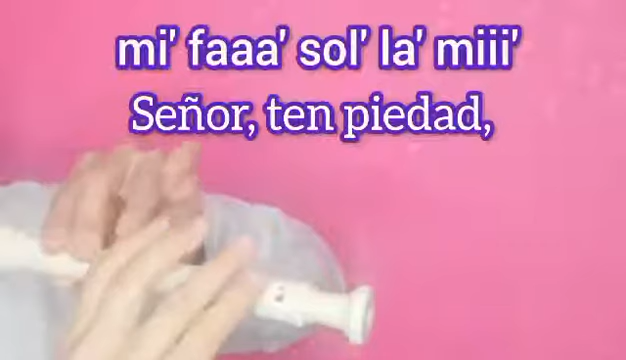 mi' faaa' sol' la' miii'
Señor, ten piedad,